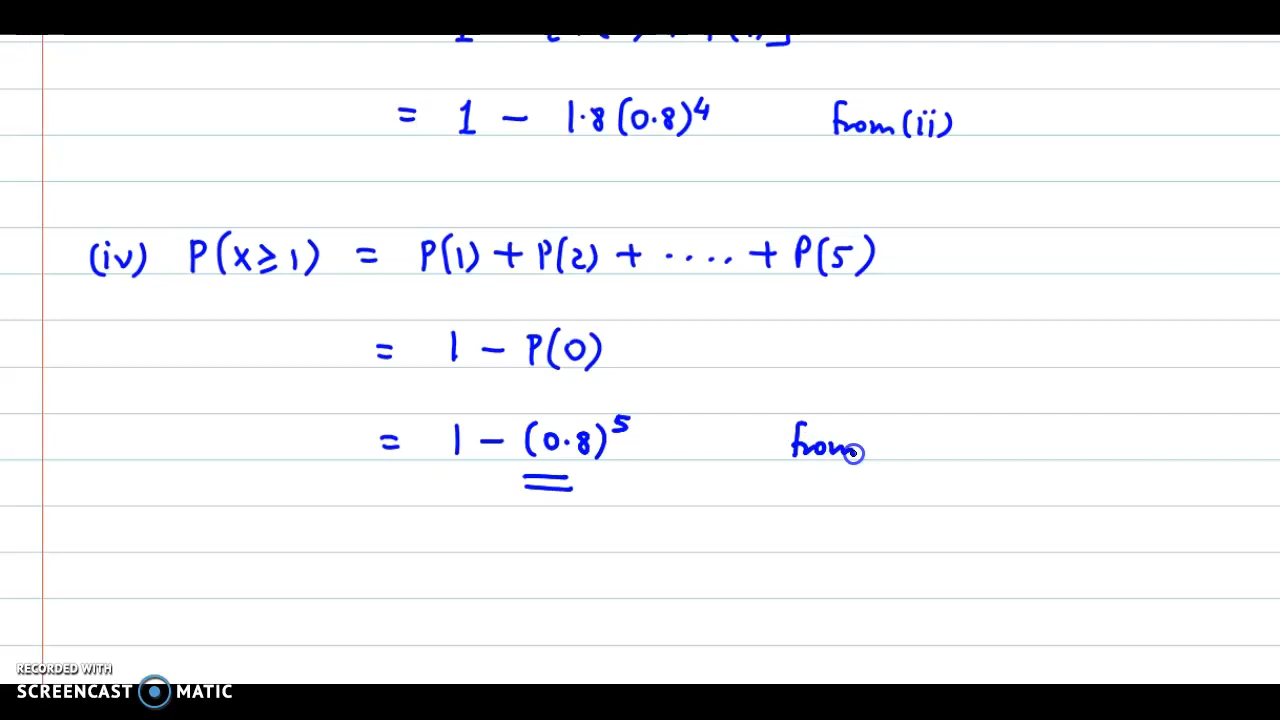 = 1 - 1.8 (0.8)^4 from (ii)
(iv) P(x ≥ 1) = P(1) + P(2) + .... + P(5)
= 1 - P(0)
= 1 - (0.8)^5 from
RECORDED WITH
SCREENCAST MATIC